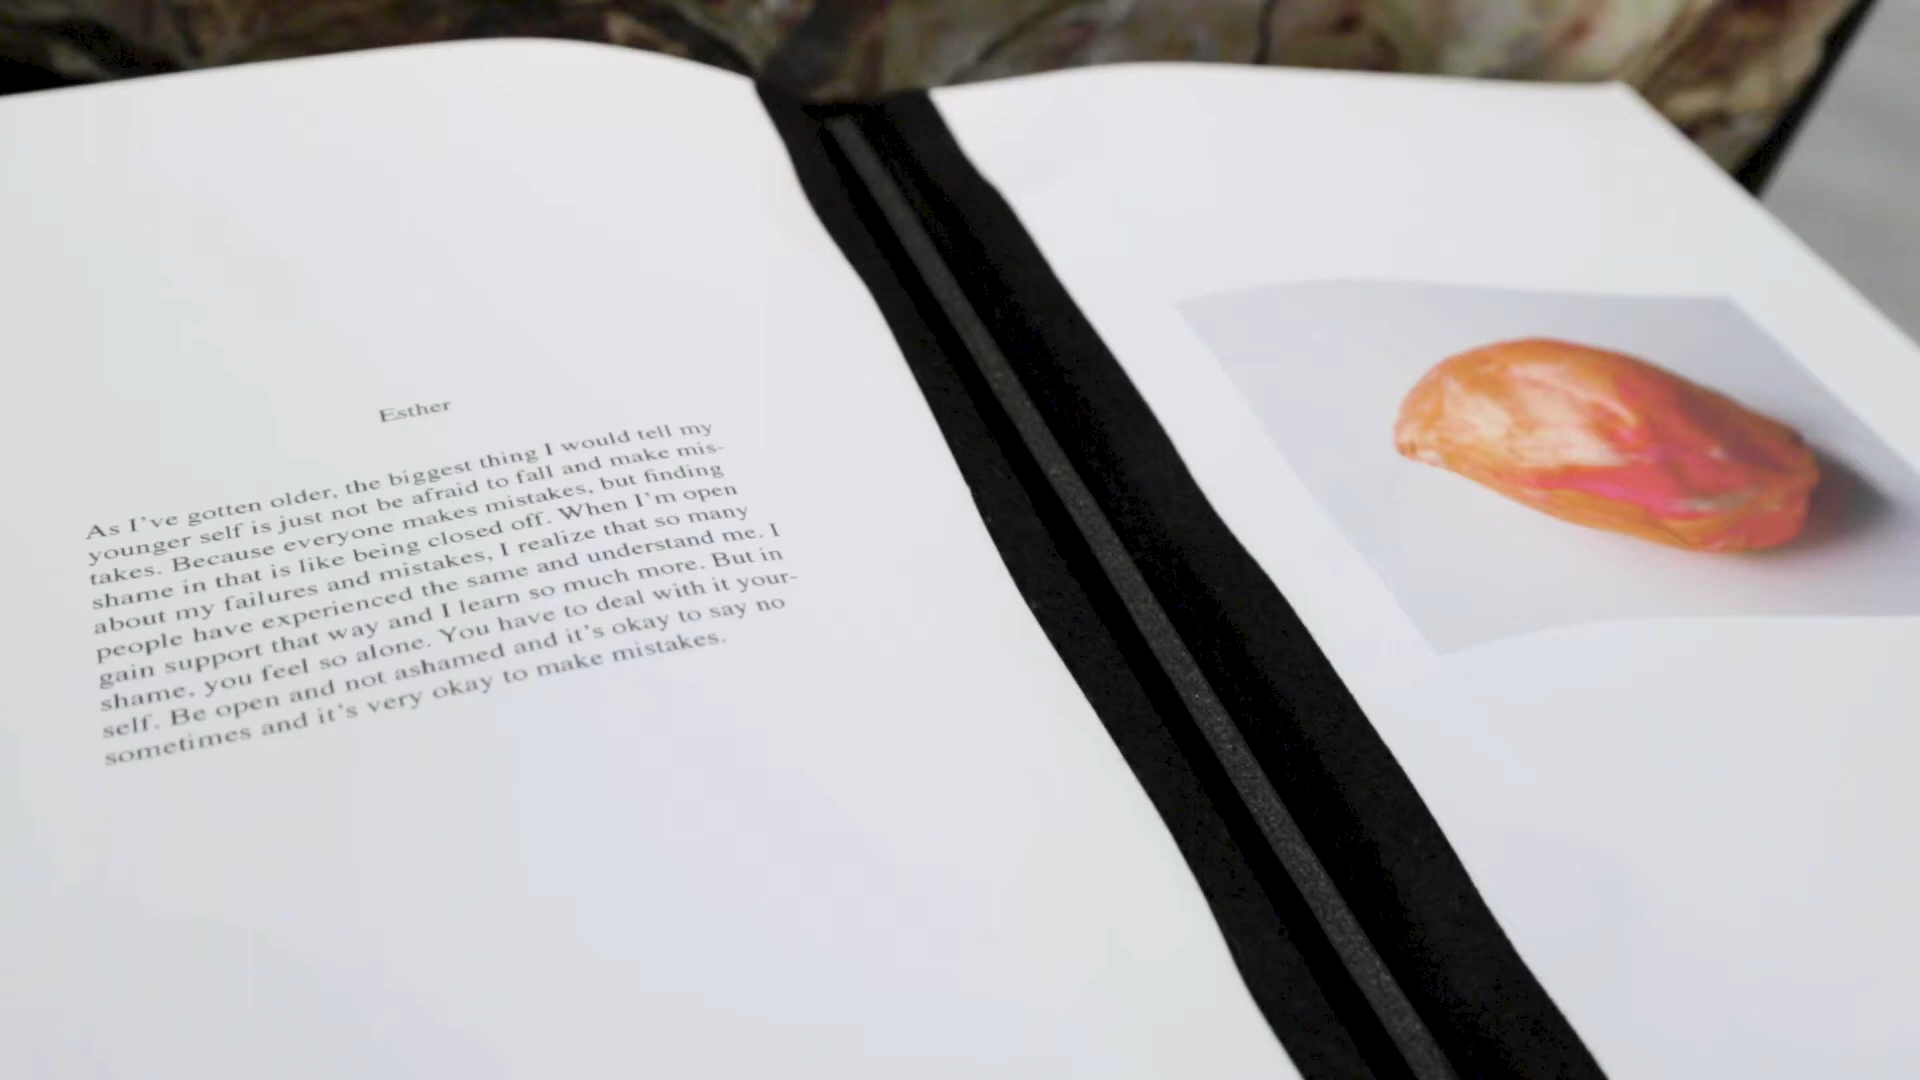 Esther
As I've gotten older, the biggest thing I would tell my
younger self is just not be afraid to fall and make mis-
takes. Because everyone makes mistakes, but finding
shame in that is like being closed off. When I'm open
about my failures and mistakes, I realize that so many
people have experienced the same and understand me. I
gain support that way and I learn so much more. But in
shame, you feel so alone. You have to deal with it your-
self. Be open and not ashamed and it's okay to say no
sometimes and it's very okay to make mistakes.